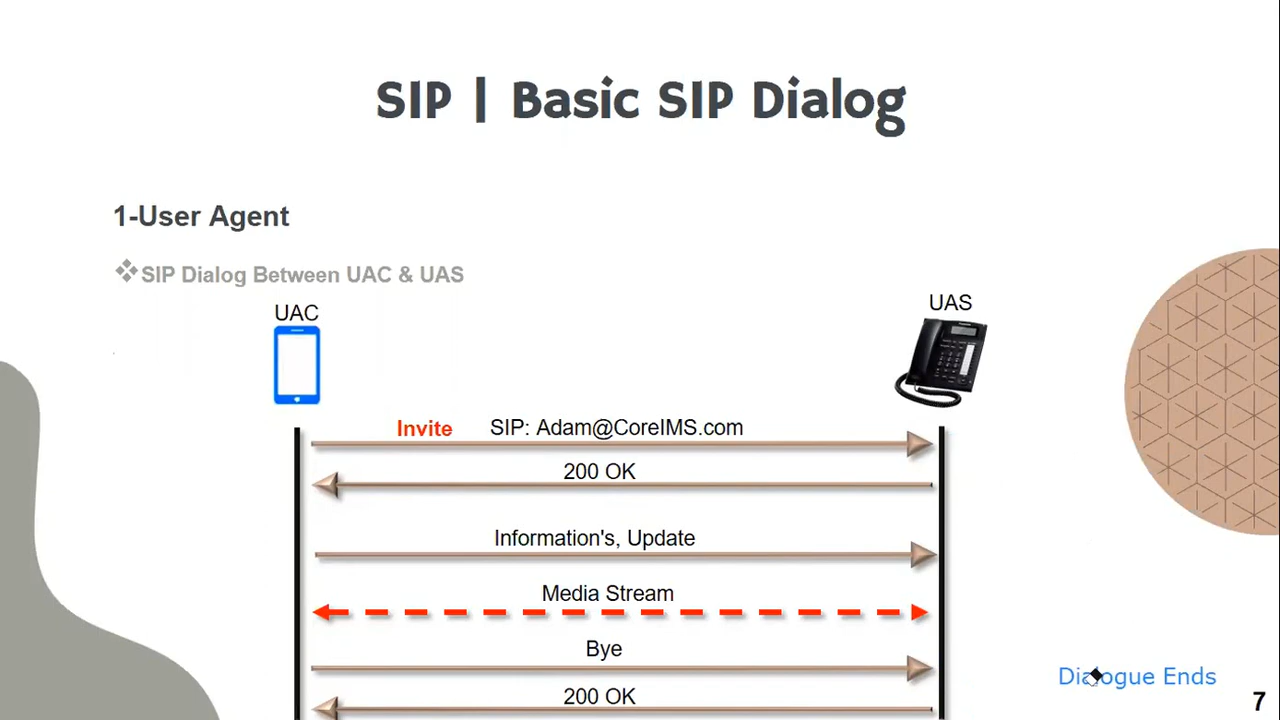 SIP | Basic SIP Dialog
1-User Agent
SIP Dialog Between UAC & UAS
UAC
UAS
Invite SIP: Adam@CoreIMS.com
200 OK
Information's, Update
Media Stream
Bye
200 OK
Dialogue Ends
7